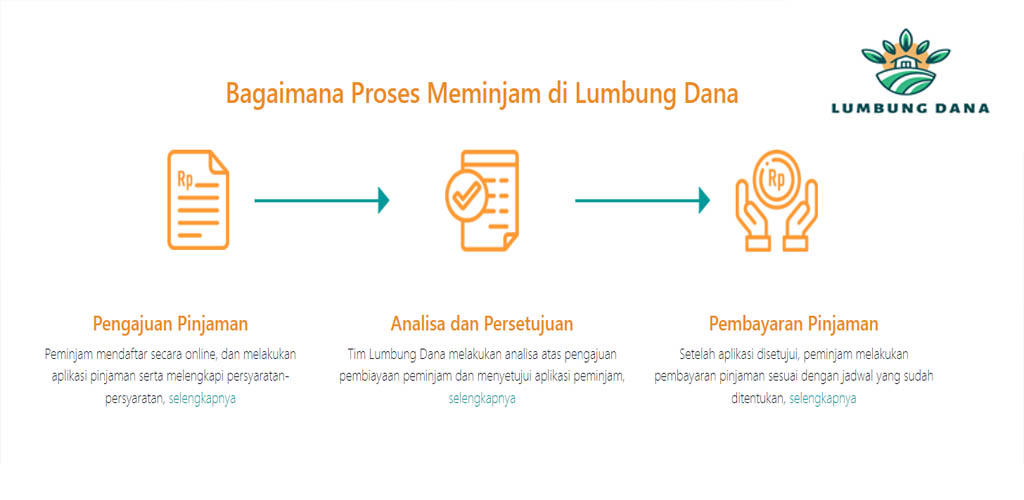 LUMBUNG DANA
Bagaimana Proses Meminjam di Lumbung Dana
Rp
Rp
Pengajuan Pinjaman
Peminjam mendaftar secara online, dan melakukan
aplikasi pinjaman serta melengkapi persyaratan-
persyaratan, selengkapnya
Analisa dan Persetujuan
Tim Lumbung Dana melakukan analisa atas pengajuan
pembiayaan peminjam dan menyetujui aplikasi peminjam,
selengkapnya
Pembayaran Pinjaman
Setelah aplikasi disetujui, peminjam melakukan
pembayaran pinjaman sesuai dengan jadwal yang sudah
ditentukan, selengkapnya